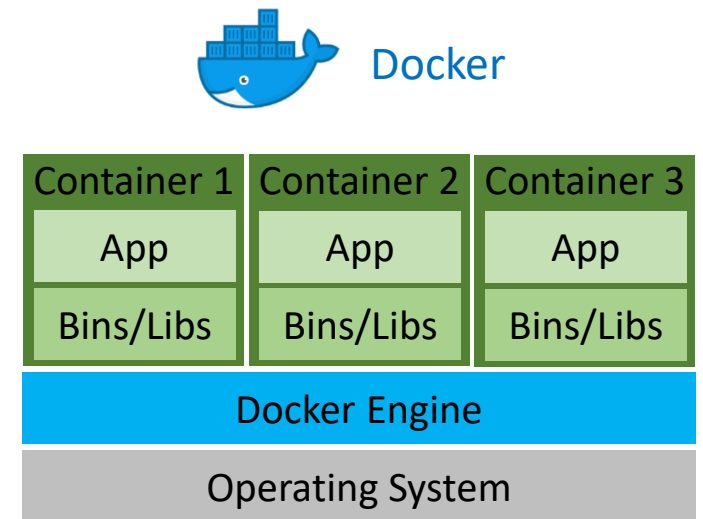 Docker
Container 1 Container 2 Container 3
App App App
Bins/Libs Bins/Libs Bins/Libs
Docker Engine
Operating System